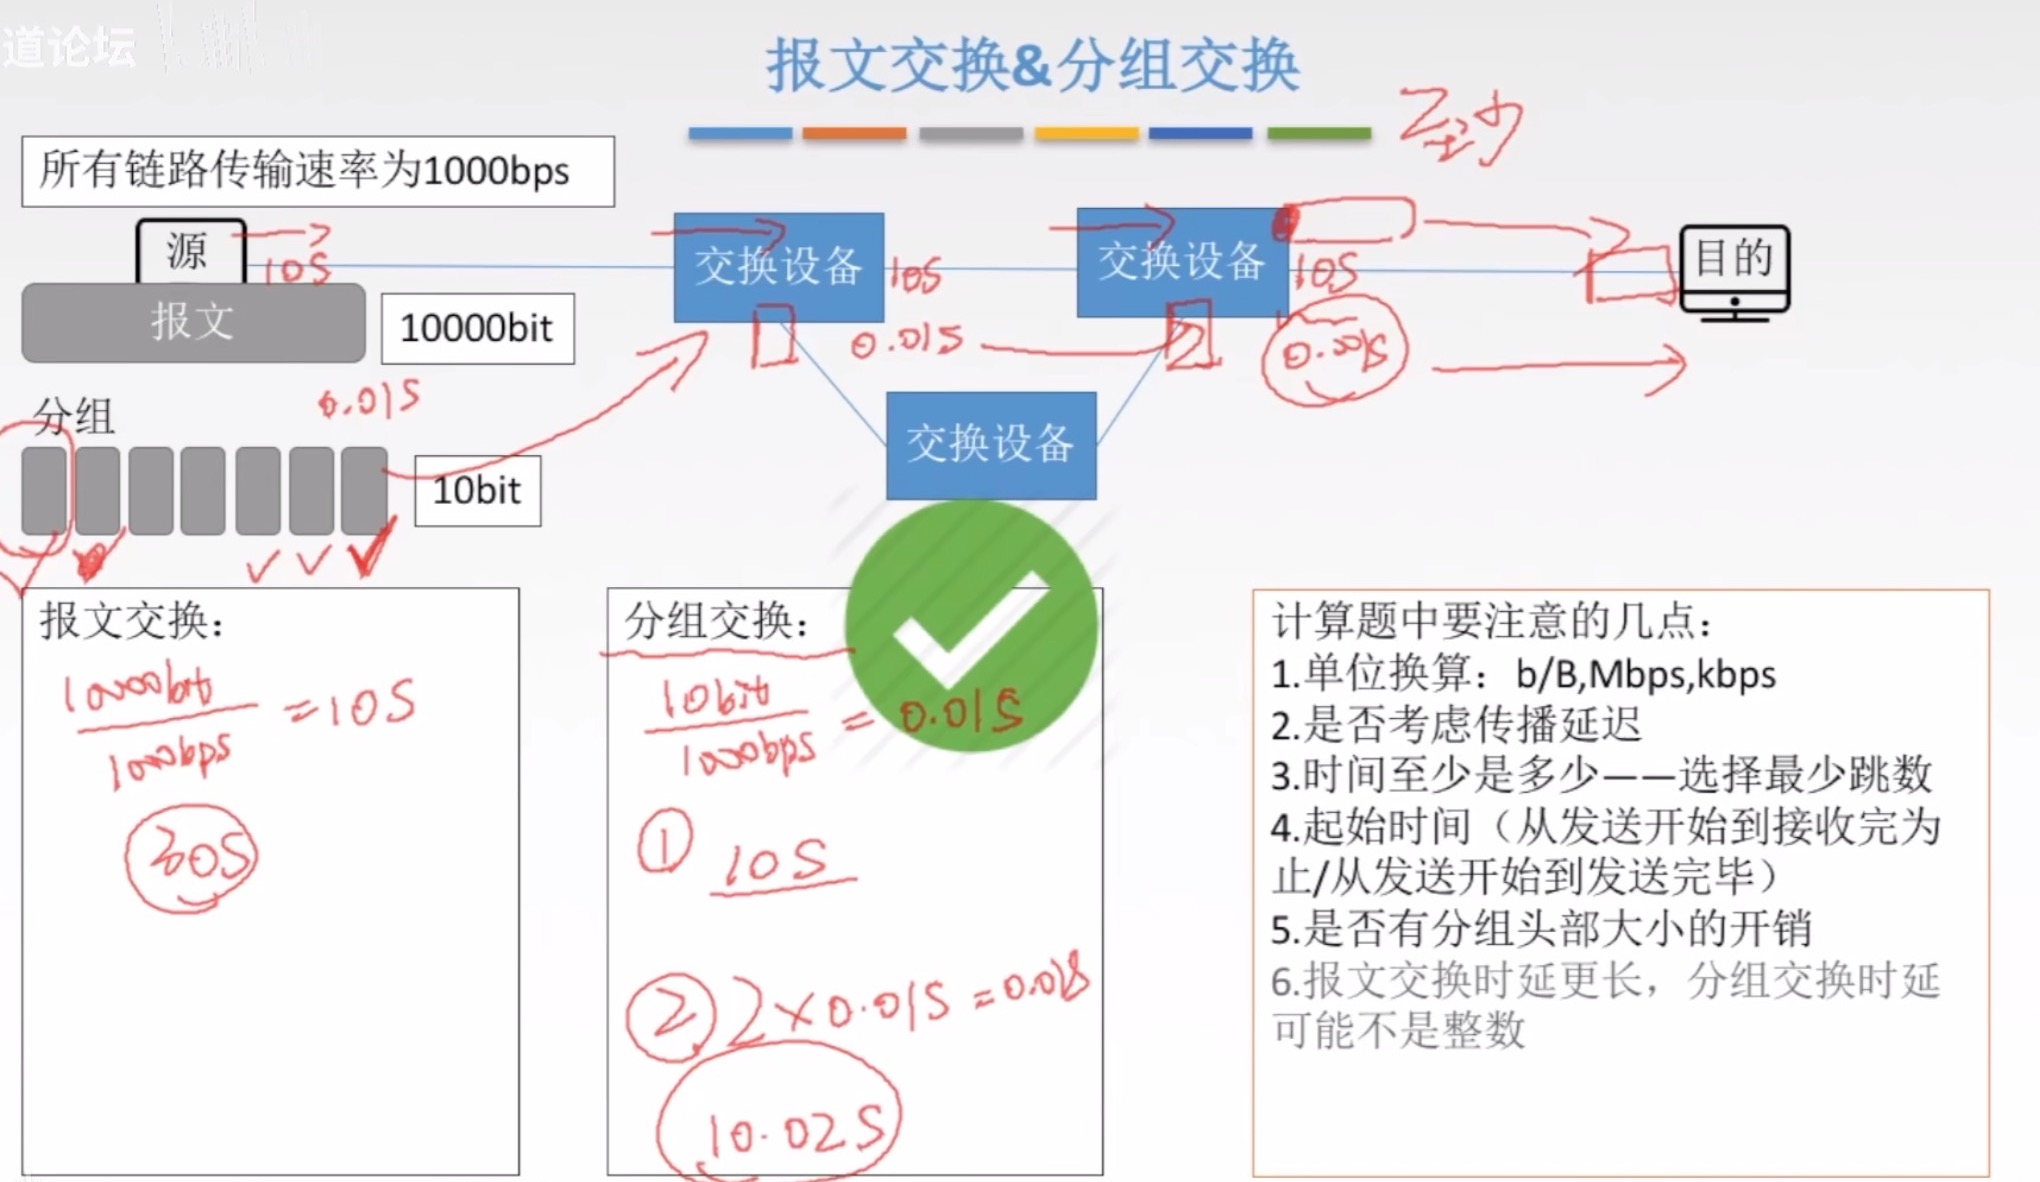 道论坛
报文交换&分组交换
至少
所有链路传输速率为1000bps
源
10S
交换设备
10S
交换设备
10S
目的
报文
10000bit
0.01S
0.01S
分组
0.01S
10bit
交换设备
报文交换：
10000bit
1000bps
=10S
30S
分组交换：
10bit
1000bps
=0.01S
① 10S
② 2×0.01S=0.02S
10.02S
计算题中要注意的几点：
1.单位换算：b/B,Mbps,kbps
2.是否考虑传播延迟
3.时间至少是多少——选择最少跳数
4.起始时间（从发送开始到接收完为
止/从发送开始到发送完毕）
5.是否有分组头部大小的开销
6.报文交换时延更长，分组交换时延
可能不是整数